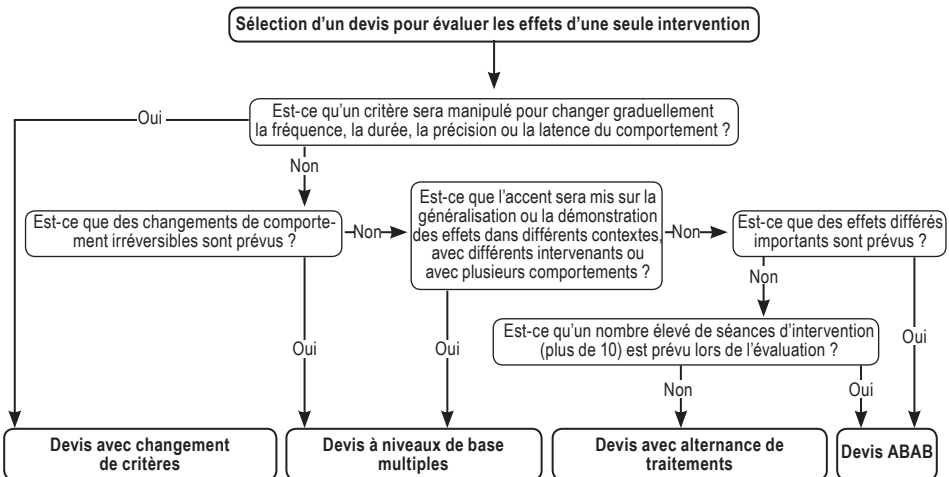 Sélection d'un devis pour évaluer les effets d'une seule intervention
Est-ce qu'un critère sera manipulé pour changer graduellement
la fréquence, la durée, la précision ou la latence du comportement ?
Oui
Non
Est-ce que des changements de comporte-
ment irréversibles sont prévus ?
Non
Est-ce que l'accent sera mis sur la
généralisation ou la démonstration
des effets dans différents contextes,
avec différents intervenants ou
avec plusieurs comportements ?
Non
Est-ce que des effets différés
importants sont prévus ?
Non
Est-ce qu'un nombre élevé de séances d'intervention
(plus de 10) est prévu lors de l'évaluation ?
Oui
Oui
Oui
Oui
Non
Oui
Devis avec changement
de critères
Devis à niveaux de base
multiples
Devis avec alternance de
traitements
Devis ABAB